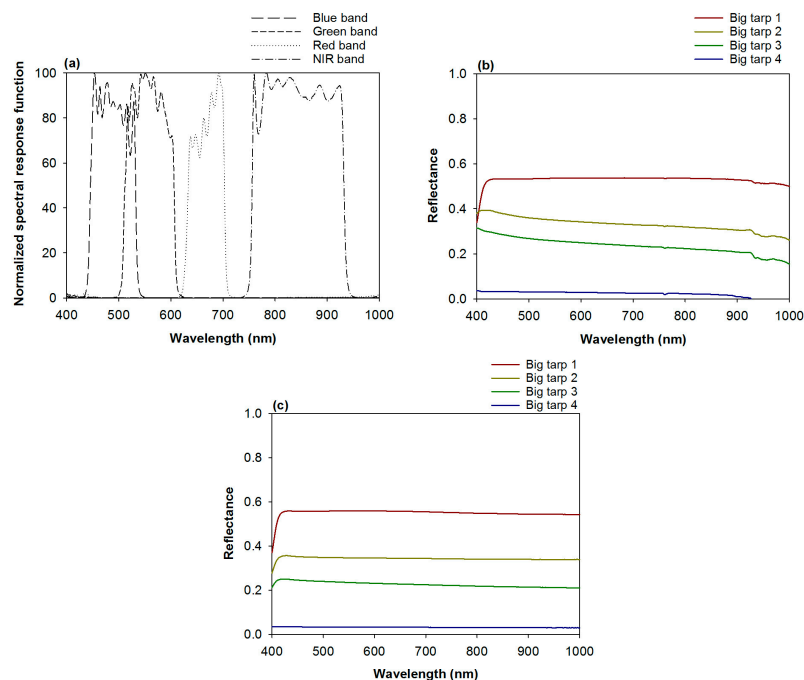 Blue band
Green band
Red band
NIR band
(a)
100
80
60
40
20
0
Normalized spectral response function
400 500 600 700 800 900 1000
Wavelength (nm)
Big tarp 1
Big tarp 2
Big tarp 3
Big tarp 4
(b)
1.0
0.8
0.6
0.4
0.2
0.0
Reflectance
400 500 600 700 800 900 1000
Wavelength (nm)
Big tarp 1
Big tarp 2
Big tarp 3
Big tarp 4
(c)
1.0
0.8
0.6
0.4
0.2
0.0
Reflectance
400 500 600 700 800 900 1000
Wavelength (nm)